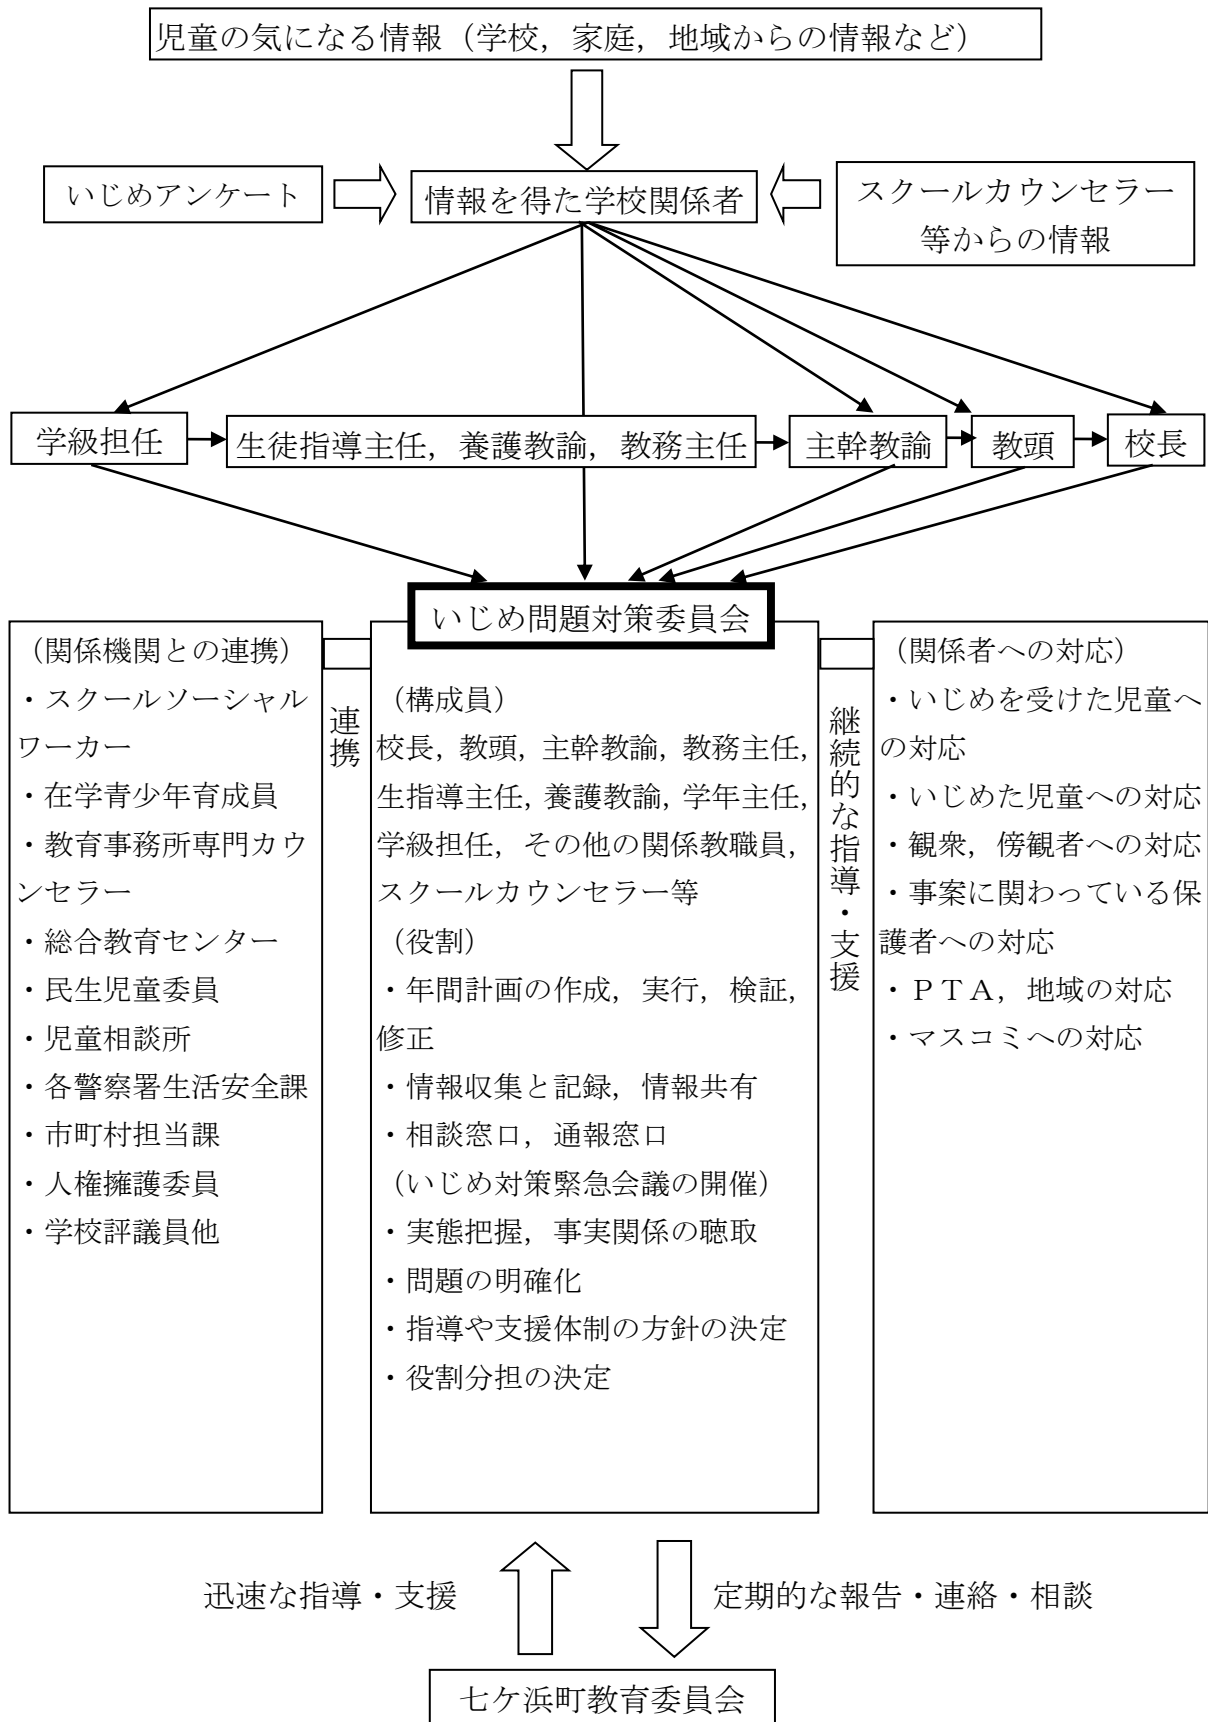 児童の気になる情報（学校，家庭，地域からの情報など）
いじめアンケート
情報を得た学校関係者
スクールカウンセラー
等からの情報
学級担任
生徒指導主任，養護教諭，教務主任
主幹教諭
教頭
校長
いじめ問題対策委員会
（関係機関との連携）
・スクールソーシャル
ワーカー
・在学青少年育成員
・教育事務所専門カウ
ンセラー
・総合教育センター
・民生児童委員
・児童相談所
・各警察署生活安全課
・市町村担当課
・人権擁護委員
・学校評議員他
連携
（構成員）
校長，教頭，主幹教諭，教務主任，
生指導主任，養護教諭，学年主任，
学級担任，その他の関係教職員，
スクールカウンセラー等
（役割）
・年間計画の作成，実行，検証，
修正
・情報収集と記録，情報共有
・相談窓口，通報窓口
（いじめ対策緊急会議の開催）
・実態把握，事実関係の聴取
・問題の明確化
・指導や支援体制の方針の決定
・役割分担の決定
継続的な指導・支援
（関係者への対応）
・いじめを受けた児童へ
の対応
・いじめた児童への対応
・観衆，傍観者への対応
・事案に関わっている保
護者への対応
・ＰＴＡ，地域の対応
・マスコミへの対応
迅速な指導・支援
定期的な報告・連絡・相談
七ケ浜町教育委員会